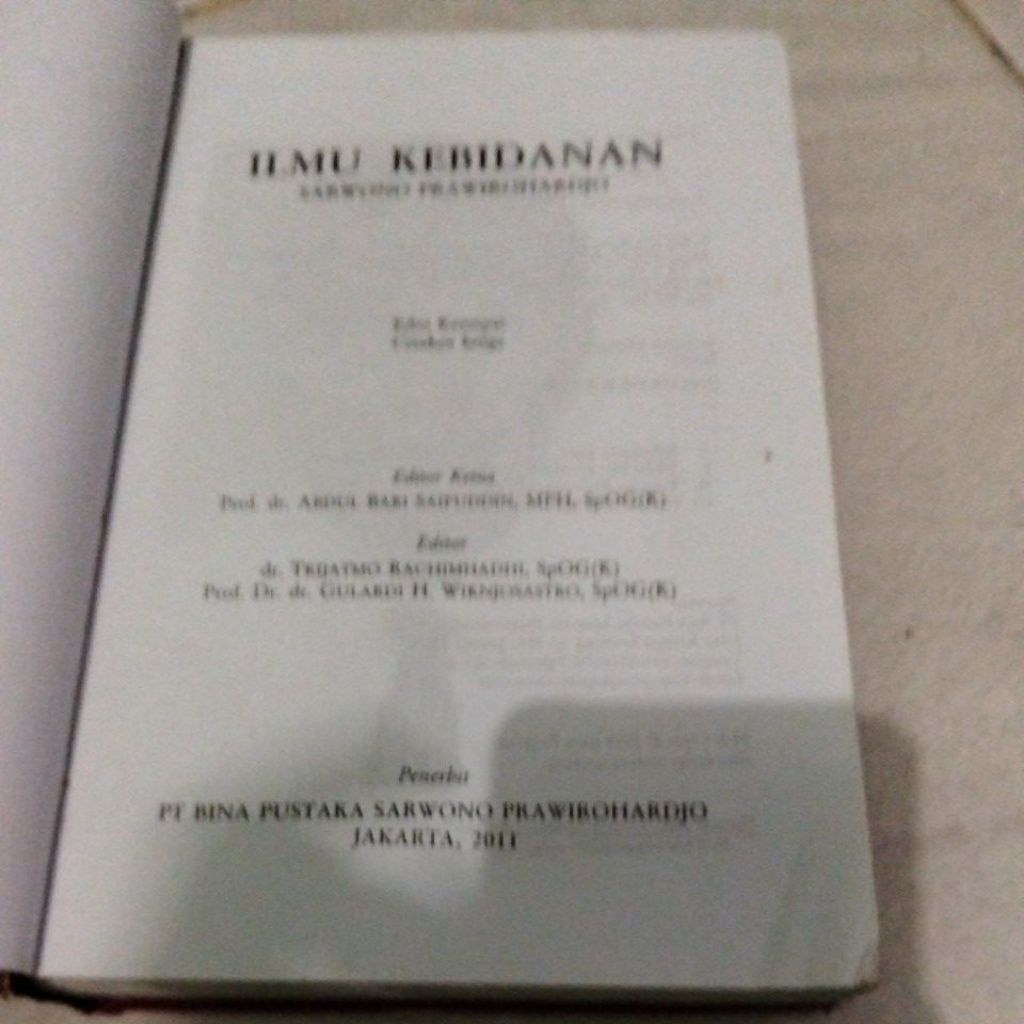 ILMU KEBIDANAN
SARWONO PRAWIROHARDJO
Edisi Keempat
Cetakan Ketiga
Editor Ketua
Prof. dr. ABDUL BARI SAIFUDDIN, MPH, SpOG(K)
Editor
dr. TRIJATMO RACHIMHADHI, SpOG(K)
Prof. Dr. dr. GULARDI H. WIKNJOSASTRO, SpOG(K)
Penerbit
PT BINA PUSTAKA SARWONO PRAWIROHARDJO
JAKARTA, 2011